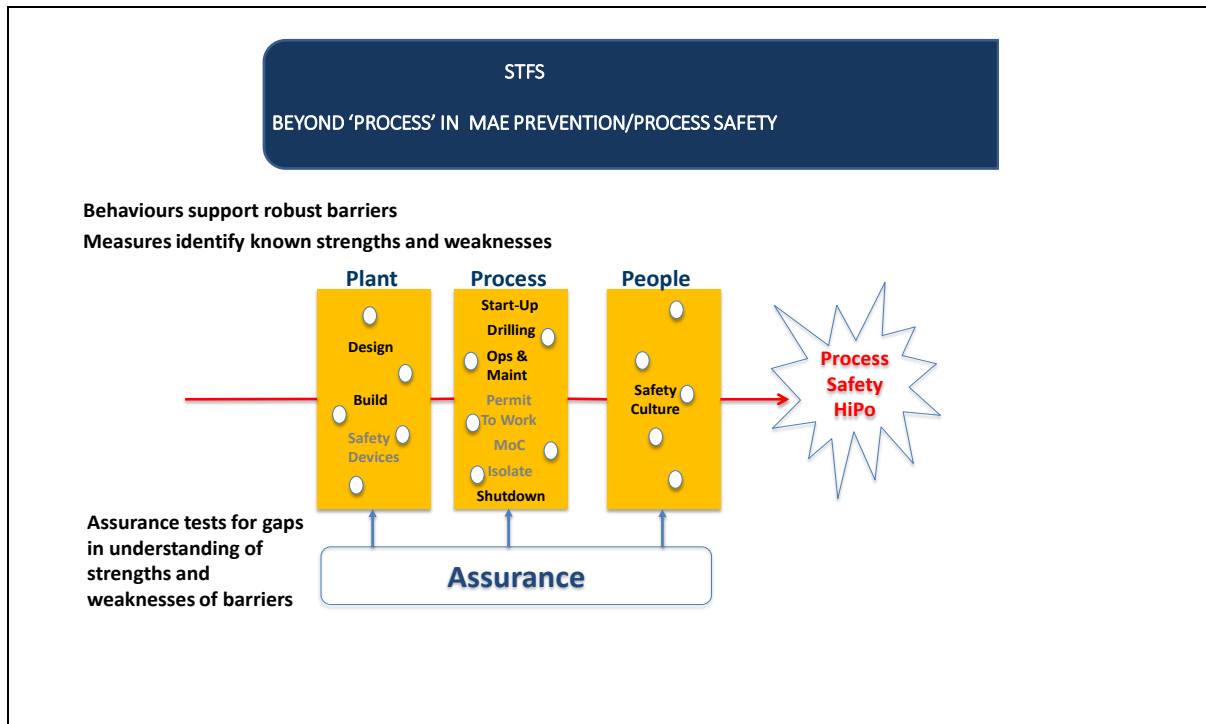 STFS
BEYOND ‘PROCESS’ IN MAE PREVENTION/PROCESS SAFETY
Behaviours support robust barriers
Measures identify known strengths and weaknesses
Plant
Design
Build
Safety
Devices
Process
Start-Up
Drilling
Ops &
Maint
Permit
To Work
MoC
Isolate
Shutdown
People
Safety
Culture
Process
Safety
HiPo
Assurance tests for gaps
in understanding of
strengths and
weaknesses of barriers
Assurance